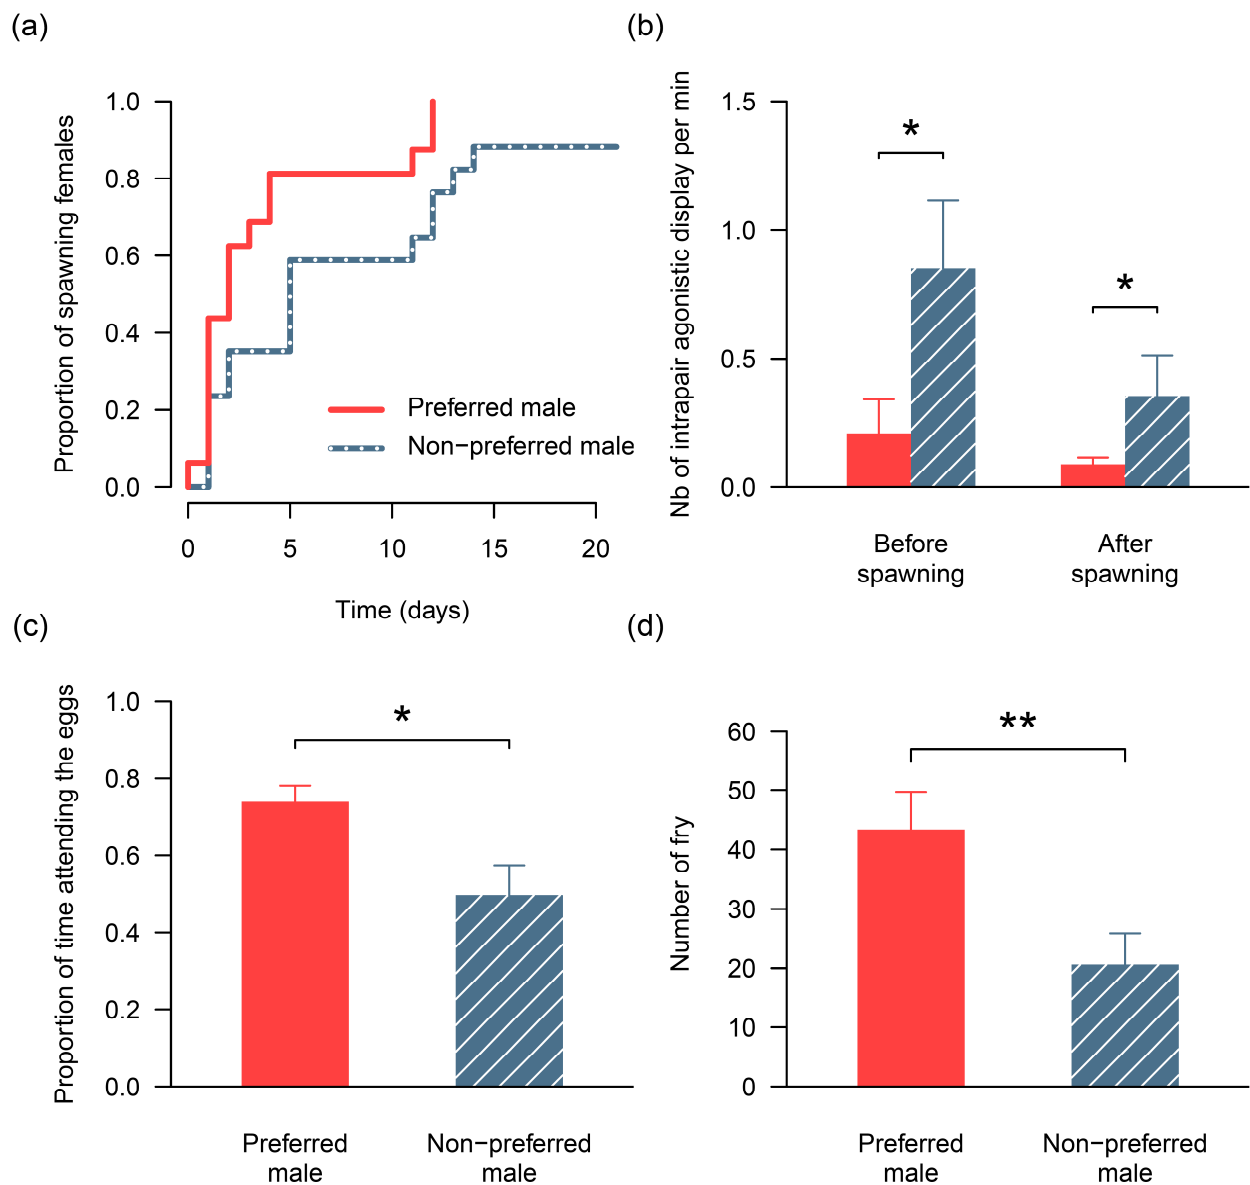 (a)
Proportion of spawning females
1.0
0.8
0.6
0.4
0.2
0.0
Preferred male
Non−preferred male
0 5 10 15 20
Time (days)
(b)
Nb of intrapair agonistic display per min
1.5
1.0
0.5
0.0
*
*
Before
spawning
After
spawning
(c)
Proportion of time attending the eggs
1.0
0.8
0.6
0.4
0.2
0.0
*
Preferred
male
Non−preferred
male
(d)
Number of fry
60
50
40
30
20
10
0
**
Preferred
male
Non−preferred
male